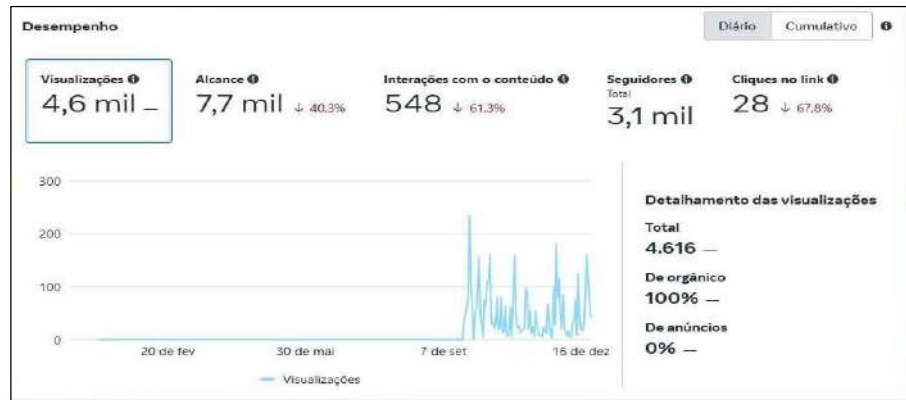 Desempenho
Diário Cumulativo
Visualizações
4,6 mil —
Alcance
7,7 mil ↓ 40,3%
Interações com o conteúdo
548 ↓ 61,3%
Seguidores
Total
3,1 mil
Cliques no link
28 ↓ 67,8%
300
200
100
0
20 de fev 30 de mai 7 de set 16 de dez
Visualizações
Detalhamento das visualizações
Total
4.616 —
De orgânico
100% —
De anúncios
0% —